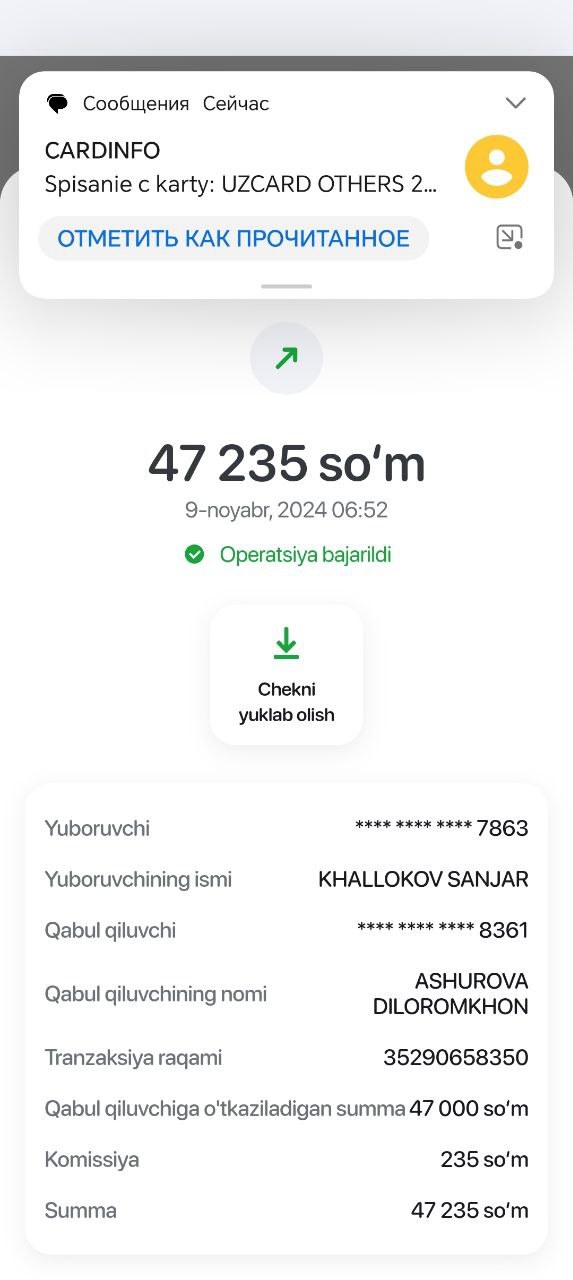 Сообщения Сейчас
CARDINFO
Spisanie c karty: UZCARD OTHERS 2...
ОТМЕТИТЬ КАК ПРОЧИТАННОЕ
47 235 so‘m
9-noyabr, 2024 06:52
Operatsiya bajarildi
Chekni
yuklab olish
Yuboruvchi **** **** **** 7863
Yuboruvchining ismi KHALLOKOV SANJAR
Qabul qiluvchi **** **** **** 8361
Qabul qiluvchining nomi ASHUROVA
DILOROMKHON
Tranzaksiya raqami 35290658350
Qabul qiluvchiga o'tkaziladigan summa 47 000 so‘m
Komissiya 235 so‘m
Summa 47 235 so‘m